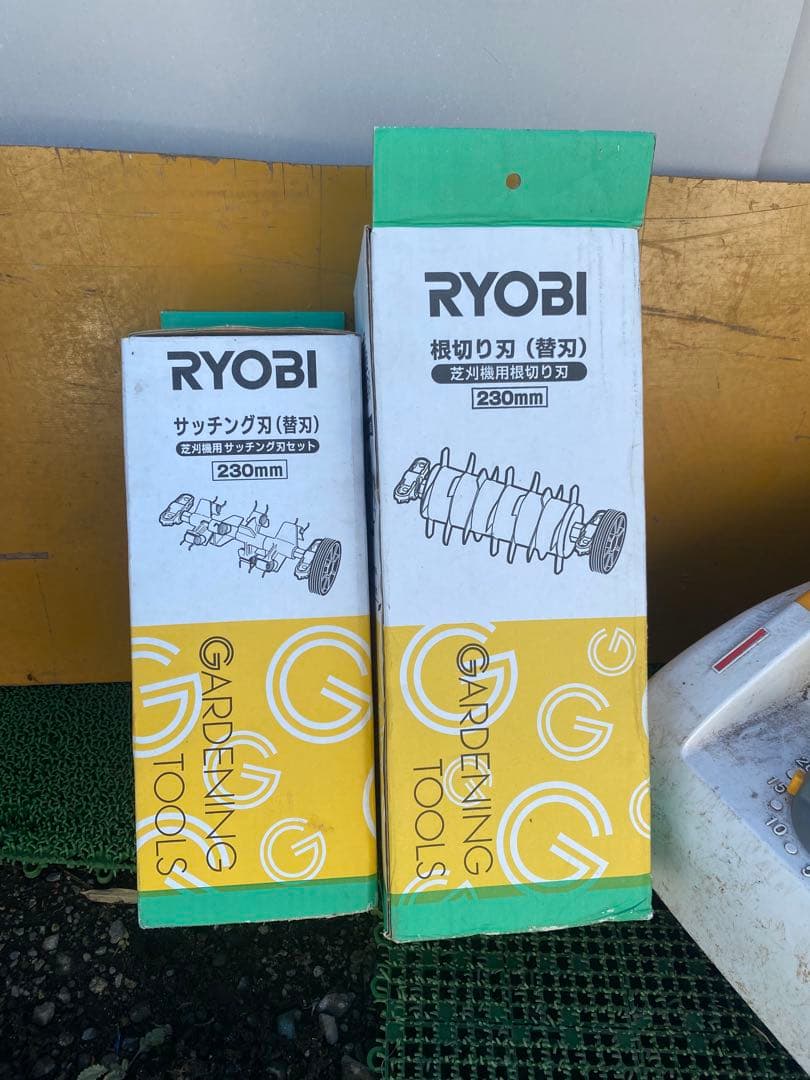 RYOBI
サッチング刃(替刃)
芝刈機用サッチング刃セット
230mm
GARDENING
TOOLS
RYOBI
根切り刃(替刃)
芝刈機用根切り刃
230mm
GARDENING
TOOLS
15
10